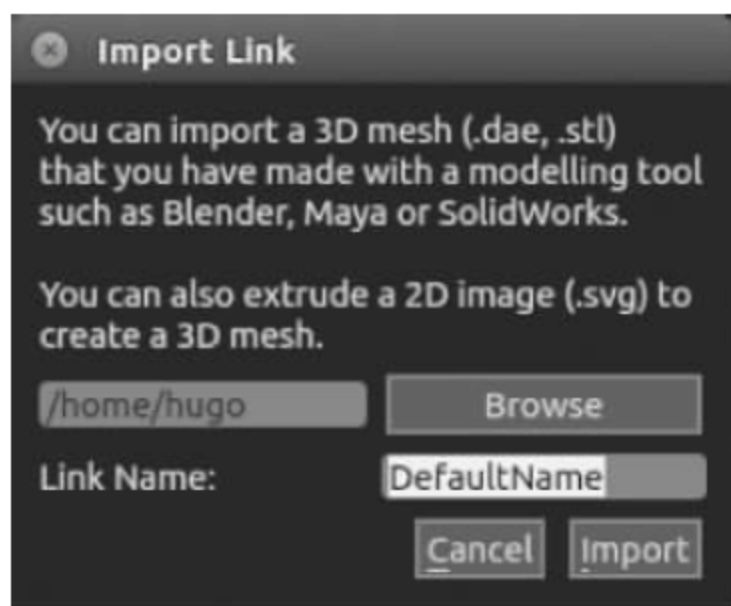 Import Link
You can import a 3D mesh (.dae, .stl)
that you have made with a modelling tool
such as Blender, Maya or SolidWorks.
You can also extrude a 2D image (.svg) to
create a 3D mesh.
/home/hugo Browse
Link Name: DefaultName
Cancel Import